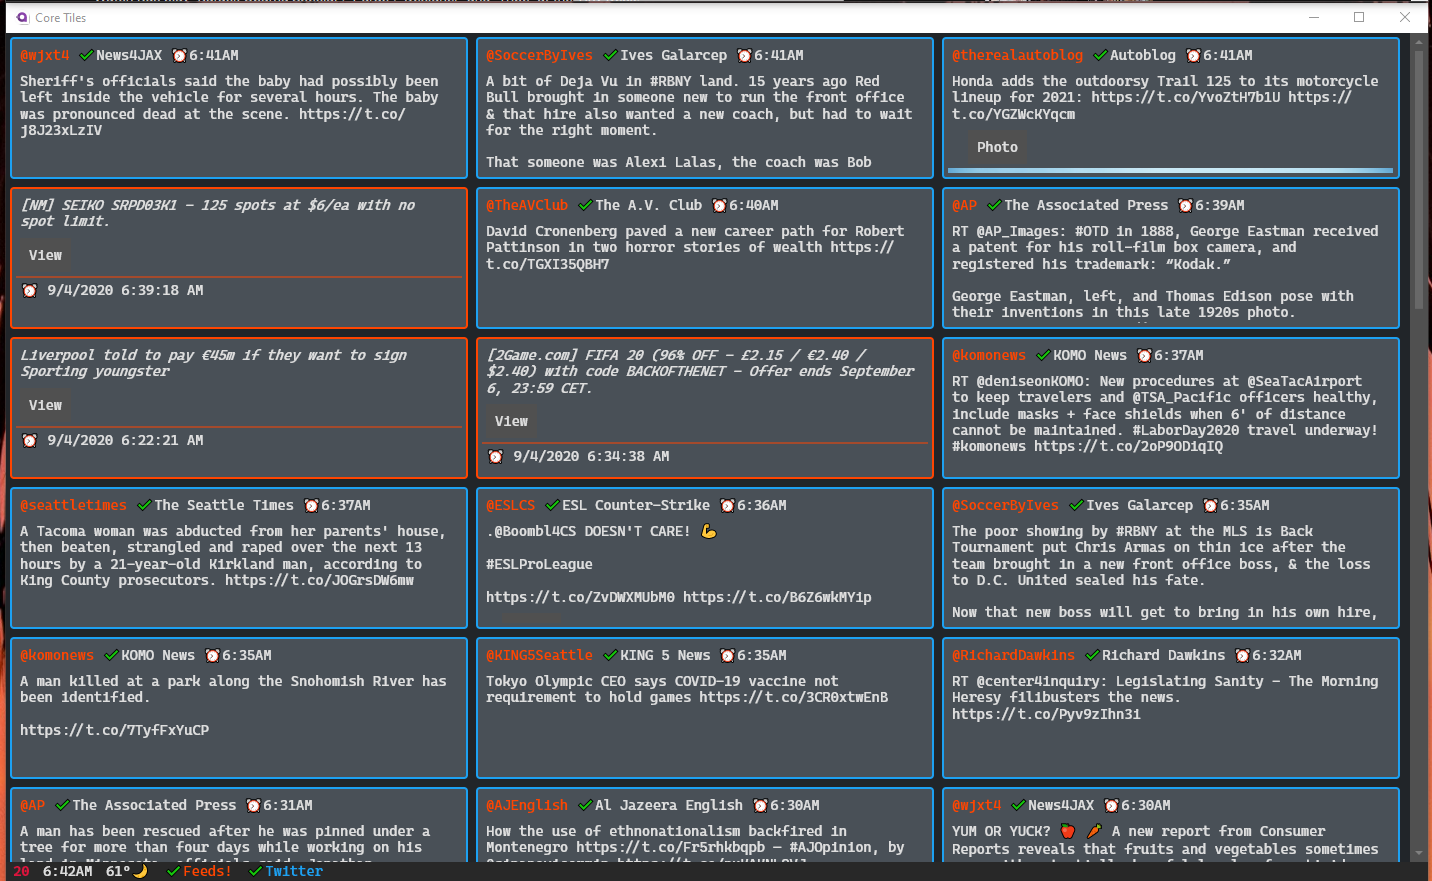 Core Tiles
@wjxt4 ✓News4JAX ⏰6:41AM
Sheriff's officials said the baby had possibly been
left inside the vehicle for several hours. The baby
was pronounced dead at the scene. https://t.co/
j8J23xLzIV
@SoccerByIves ✓Ives Galarcep ⏰6:41AM
A bit of Deja Vu in #RBNY land. 15 years ago Red
Bull brought in someone new to run the front office
& that hire also wanted a new coach, but had to wait
for the right moment.
That someone was Alexi Lalas, the coach was Bob
@therealautoblog ✓Autoblog ⏰6:41AM
Honda adds the outdoorsy Trail 125 to its motorcycle
lineup for 2021: https://t.co/YvoZtH7b1U https://
t.co/YGZWcKYqcm
Photo
[NM] SEIKO SRPD03K1 - 125 spots at $6/ea with no
spot limit.
View
⏰ 9/4/2020 6:39:18 AM
@TheAVClub ✓The A.V. Club ⏰6:40AM
David Cronenberg paved a new career path for Robert
Pattinson in two horror stories of wealth https://
t.co/TGXI35QBH7
@AP ✓The Associated Press ⏰6:39AM
RT @AP_Images: #OTD in 1888, George Eastman received
a patent for his roll-film box camera, and
registered his trademark: “Kodak.”
George Eastman, left, and Thomas Edison pose with
their inventions in this late 1920s photo.
Liverpool told to pay €45m if they want to sign
Sporting youngster
View
⏰ 9/4/2020 6:22:21 AM
[2Game.com] FIFA 20 (96% OFF - £2.15 / €2.40 /
$2.40) with code BACKOFTHENET - Offer ends September
6, 23:59 CET.
View
⏰ 9/4/2020 6:34:38 AM
@komonews ✓KOMO News ⏰6:37AM
RT @deniseonKOMO: New procedures at @SeaTacAirport
to keep travelers and @TSA_Pacific officers healthy,
include masks + face shields when 6' of distance
cannot be maintained. #LaborDay2020 travel underway!
#komonews https://t.co/2oP9OD1qIQ
@seattletimes ✓The Seattle Times ⏰6:37AM
A Tacoma woman was abducted from her parents' house,
then beaten, strangled and raped over the next 13
hours by a 21-year-old Kirkland man, according to
King County prosecutors. https://t.co/JOGrsDW6mw
@ESLCS ✓ESL Counter-Strike ⏰6:36AM
.@Boombl4CS DOESN'T CARE! 💪
#ESLProLeague
https://t.co/ZvDWXMUbM0 https://t.co/B6Z6wkMYip
@SoccerByIves ✓Ives Galarcep ⏰6:35AM
The poor showing by #RBNY at the MLS is Back
Tournament put Chris Armas on thin ice after the
team brought in a new front office boss, & the loss
to D.C. United sealed his fate.
Now that new boss will get to bring in his own hire,
@komonews ✓KOMO News ⏰6:35AM
A man killed at a park along the Snohomish River has
been identified.
https://t.co/7TyfFxYuCP
@KING5Seattle ✓KING 5 News ⏰6:35AM
Tokyo Olympic CEO says COVID-19 vaccine not
requirement to hold games https://t.co/3CR0xtwEnB
@RichardDawkins ✓Richard Dawkins ⏰6:32AM
RT @center4inquiry: Legislating Sanity - The Morning
Heresy filibusters the news.
https://t.co/Pyv9zIhn3i
@AP ✓The Associated Press ⏰6:31AM
A man has been rescued after he was pinned under a
tree for more than four days while working on his
@AJEnglish ✓Al Jazeera English ⏰6:30AM
How the use of ethnonationalism backfired in
Montenegro https://t.co/Fr5rhkbqpb — #AJOpinion, by
@wjxt4 ✓News4JAX ⏰6:30AM
YUM OR YUCK? 🍎 🥕 A new report from Consumer
Reports reveals that fruits and vegetables sometimes
20 6:42AM 61°🌙 ✓Feeds! ✓Twitter